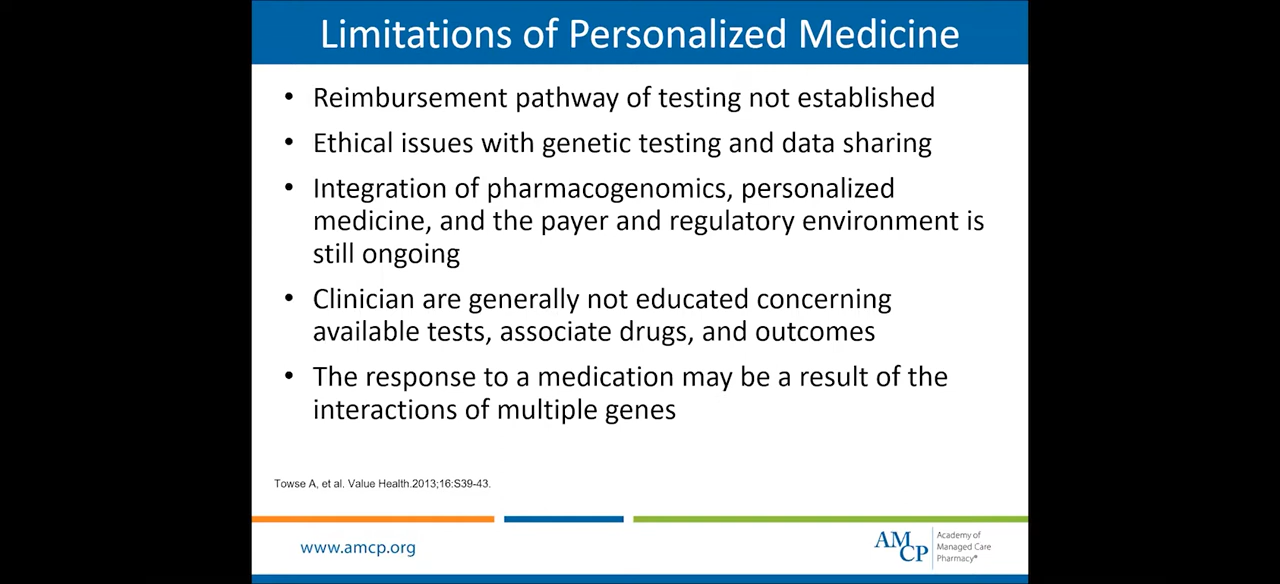 Limitations of Personalized Medicine
• Reimbursement pathway of testing not established
• Ethical issues with genetic testing and data sharing
• Integration of pharmacogenomics, personalized
medicine, and the payer and regulatory environment is
still ongoing
• Clinician are generally not educated concerning
available tests, associate drugs, and outcomes
• The response to a medication may be a result of the
interactions of multiple genes
Towse A, et al. Value Health.2013;16:S39-43.
www.amcp.org
AMCP
Academy of
Managed Care
Pharmacy®